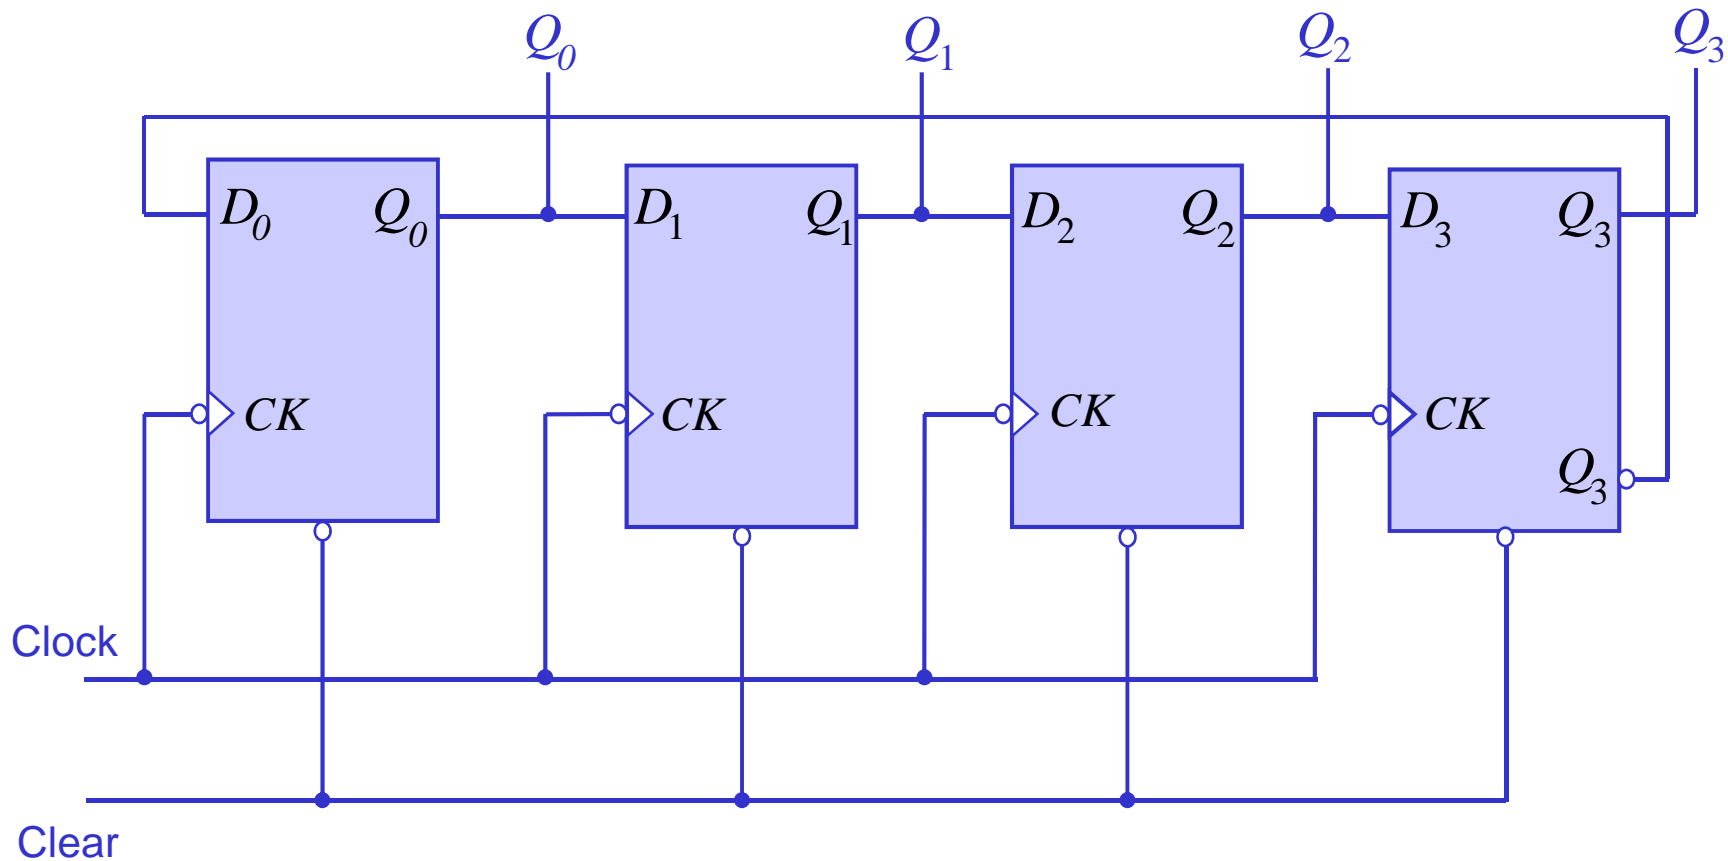 Q0 Q1 Q2 Q3
D0 Q0 D1 Q1 D2 Q2 D3 Q3
CK CK CK CK
Q3
Clock
Clear